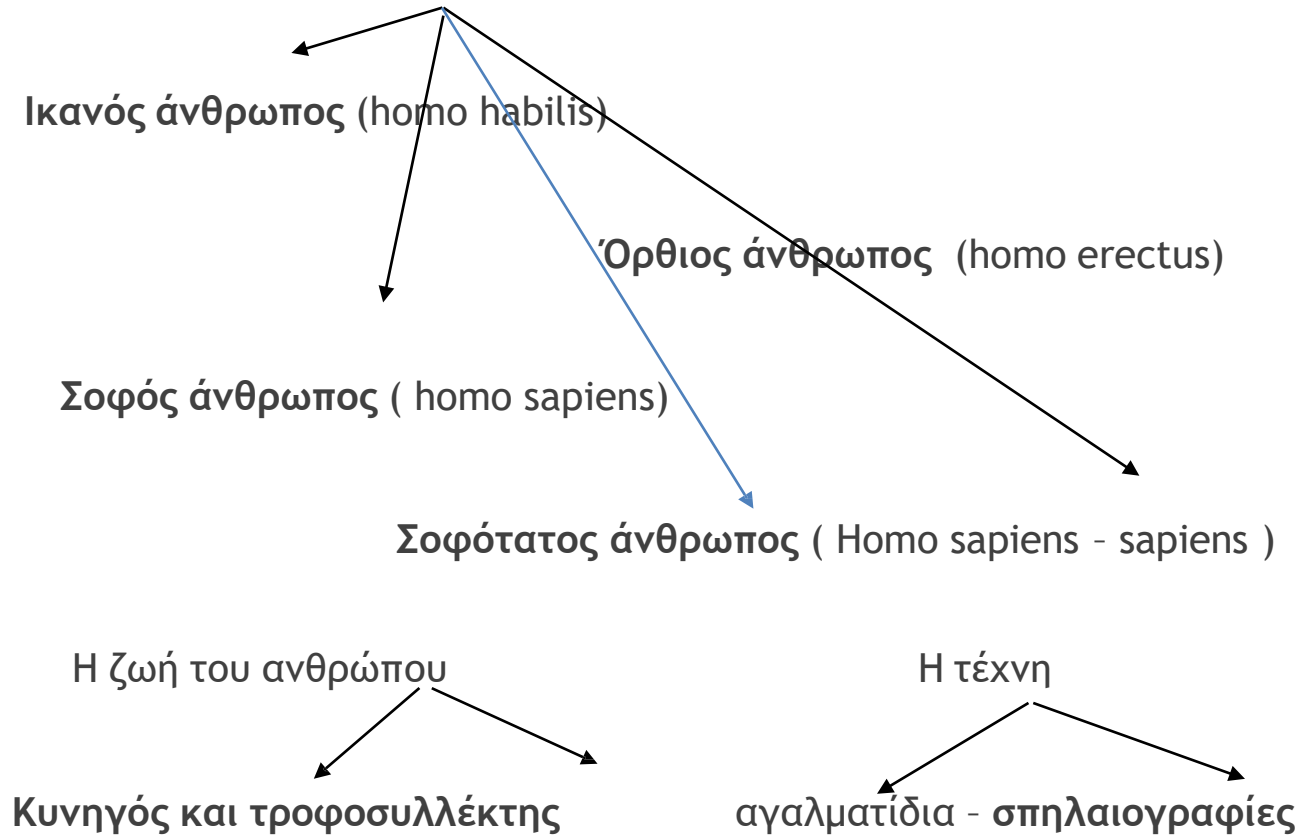 Ικανός άνθρωπος (homo habilis)
Όρθιος άνθρωπος (homo erectus)
Σοφός άνθρωπος ( homo sapiens)
Σοφότατος άνθρωπος ( Homo sapiens – sapiens )
Η ζωή του ανθρώπου
Η τέχνη
Κυνηγός και τροφοσυλλέκτης
αγαλματίδια – σπηλαιογραφίες